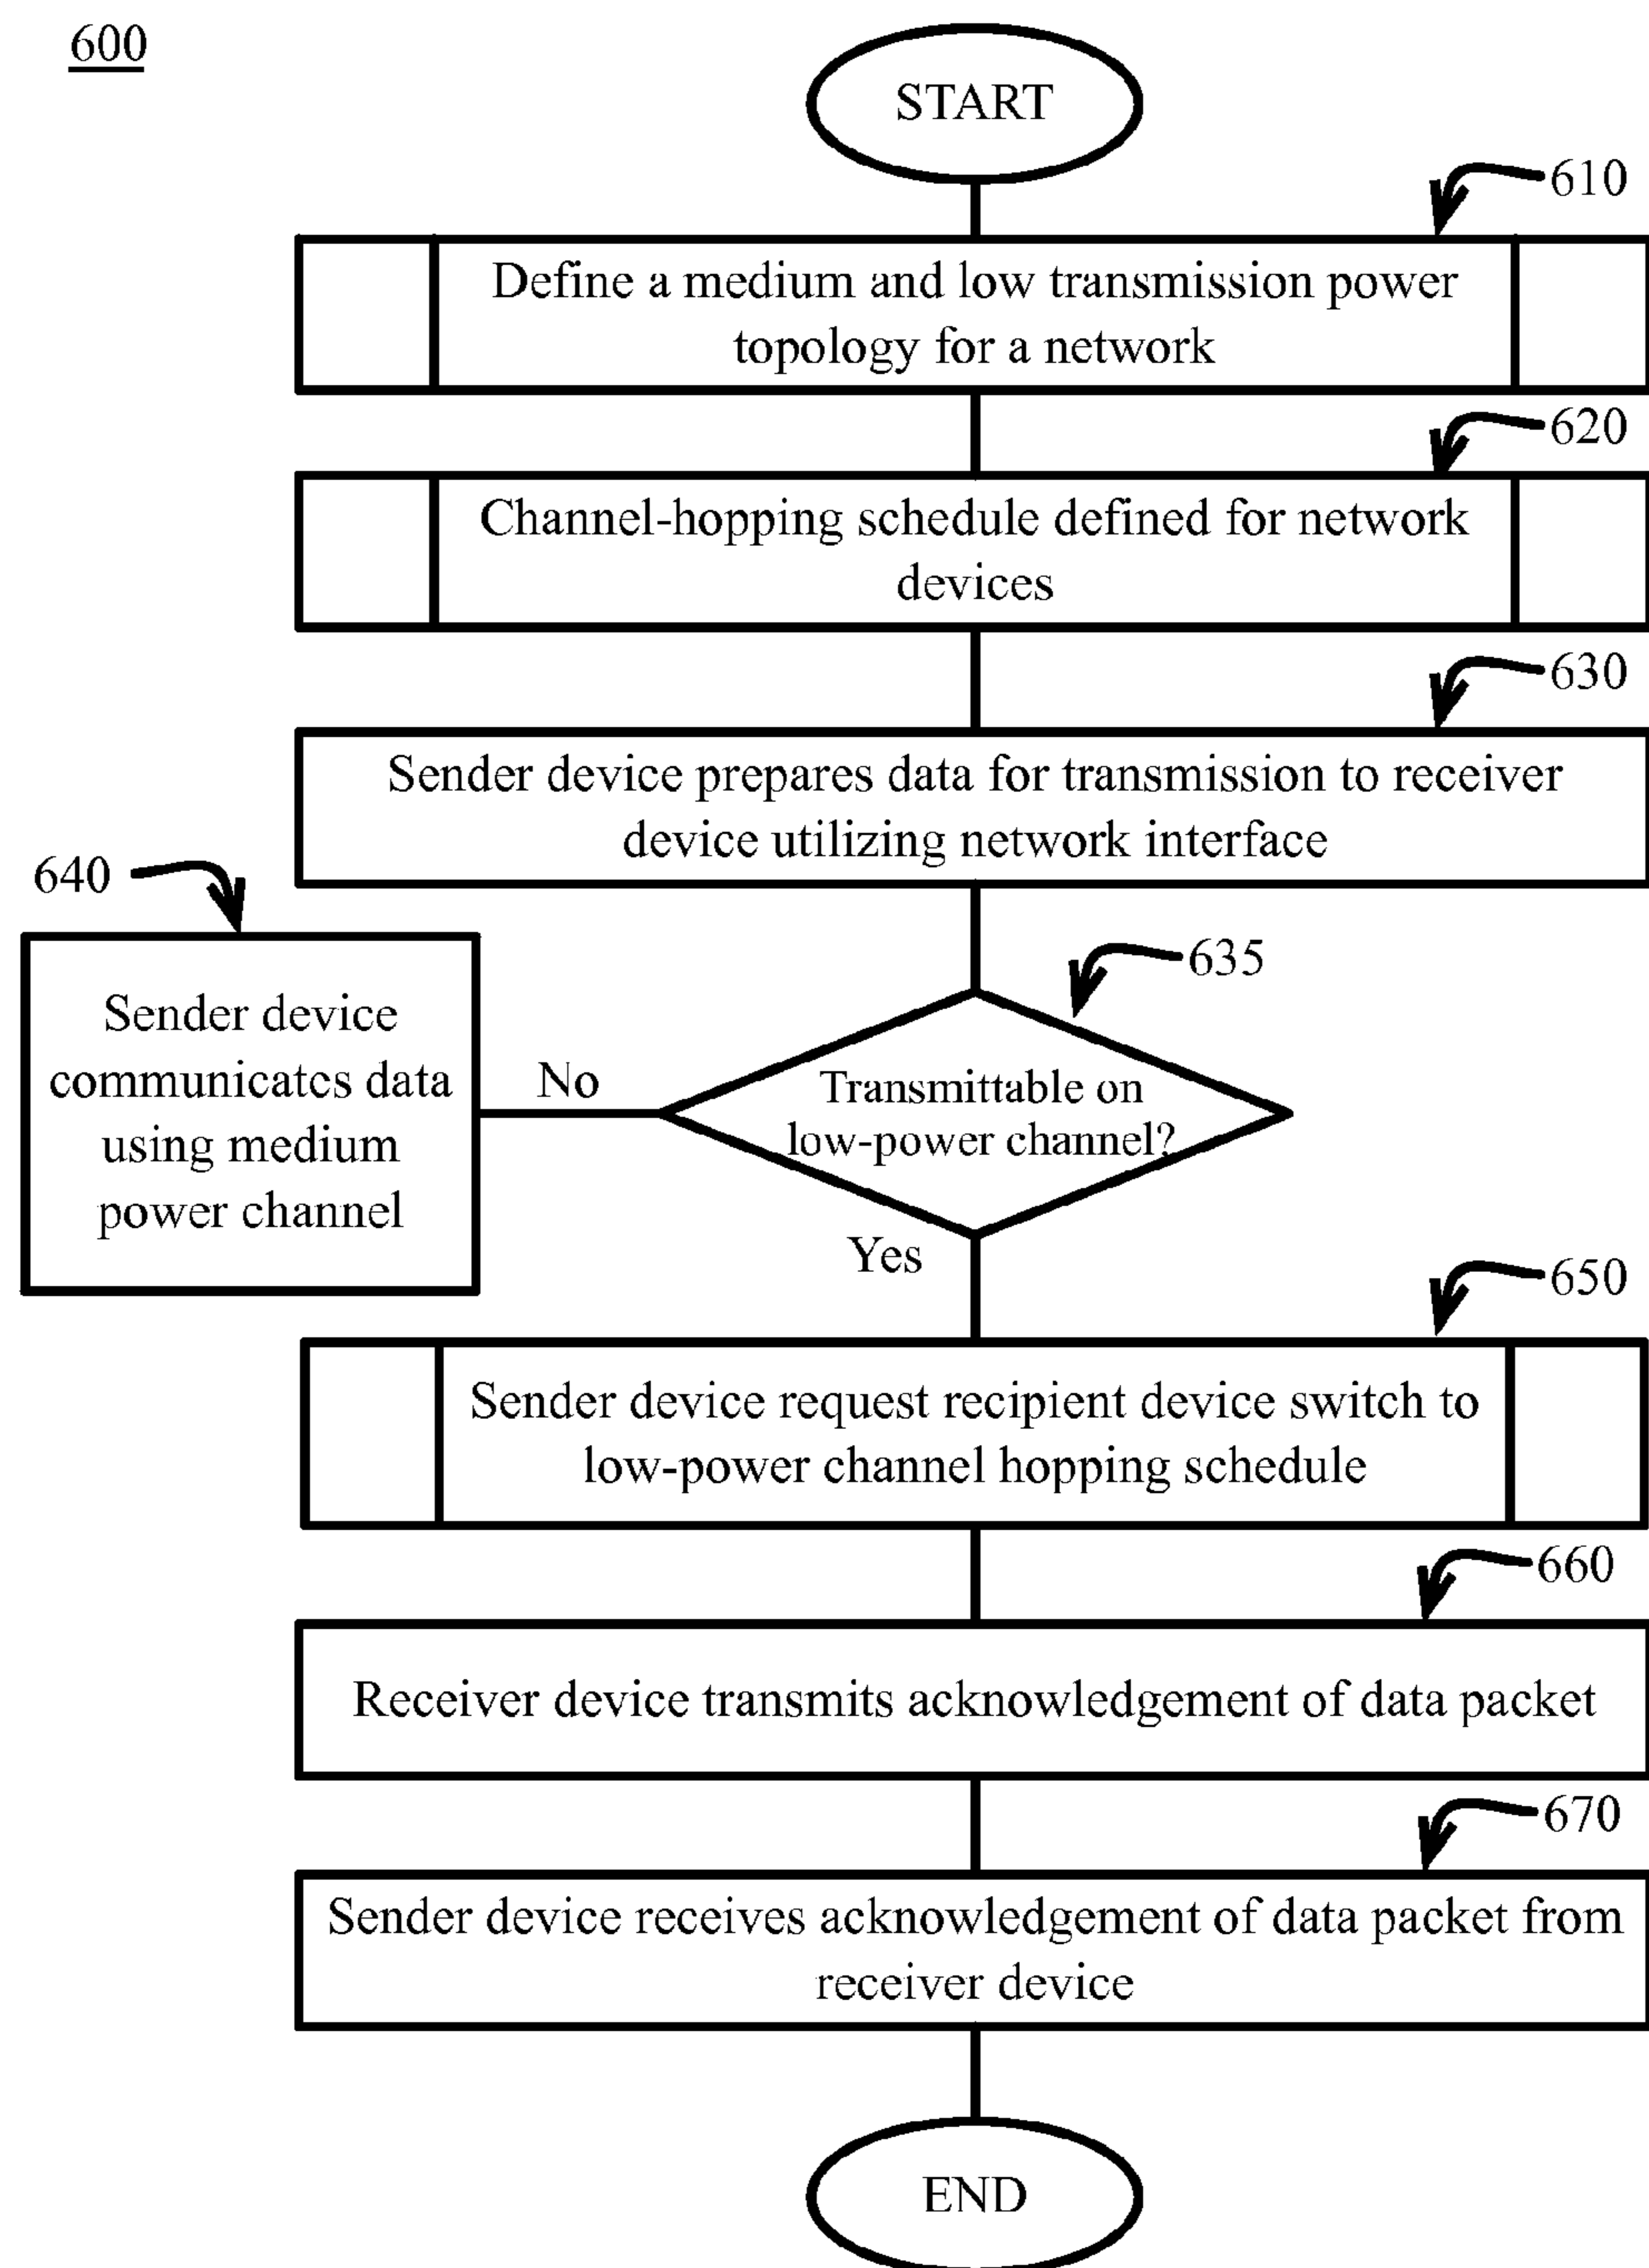 600
START
610
Define a medium and low transmission power
topology for a network
620
Channel-hopping schedule defined for network
devices
630
Sender device prepares data for transmission to receiver
device utilizing network interface
640
Sender device
communicates data
using medium
power channel
No
635
Transmittable on
low-power channel?
Yes
650
Sender device request recipient device switch to
low-power channel hopping schedule
660
Receiver device transmits acknowledgement of data packet
670
Sender device receives acknowledgement of data packet from
receiver device
END